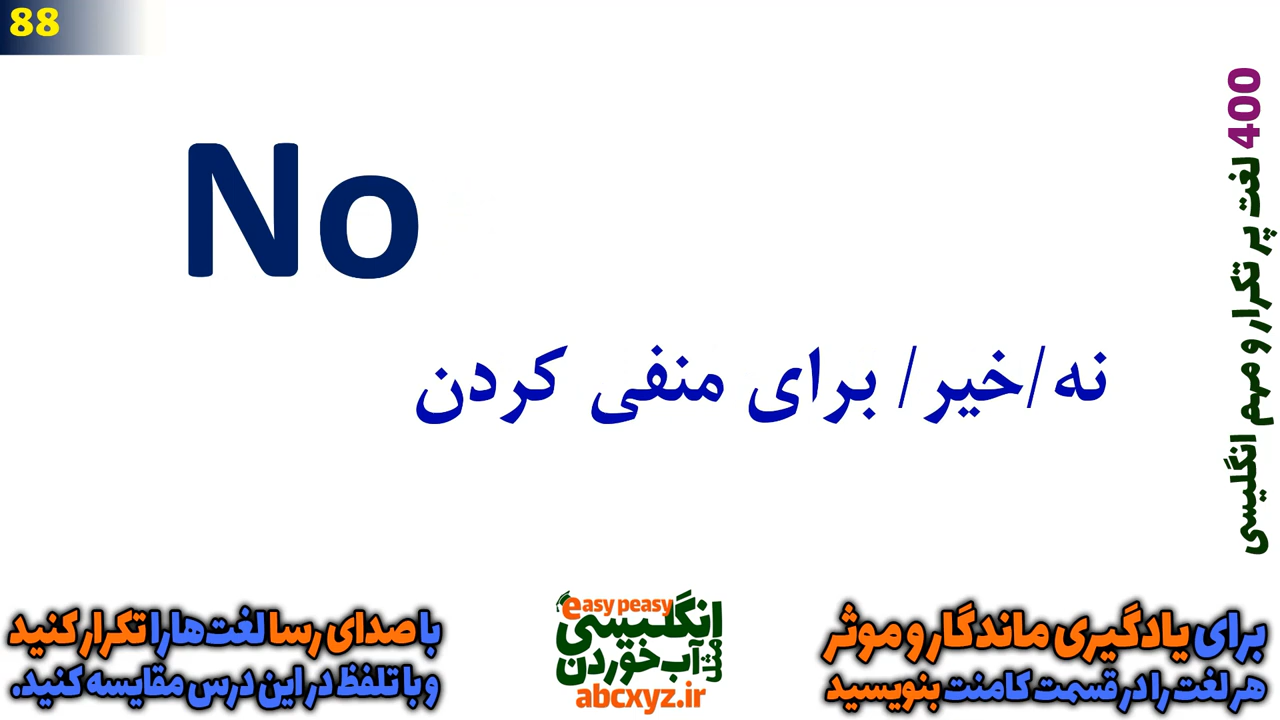 88
No
نه/خیر/ برای منفی کردن
400 لغت پر تکرار و مهم انگلیسی
با صدای رسا لغت‌ها را تکرار کنید
و با تلفظ در این درس مقایسه کنید.
easy peasy
انگلیسی
مثل آب خوردن
abcxyz.ir
برای یادگیری ماندگار و موثر
هر لغت را در قسمت کامنت بنویسید